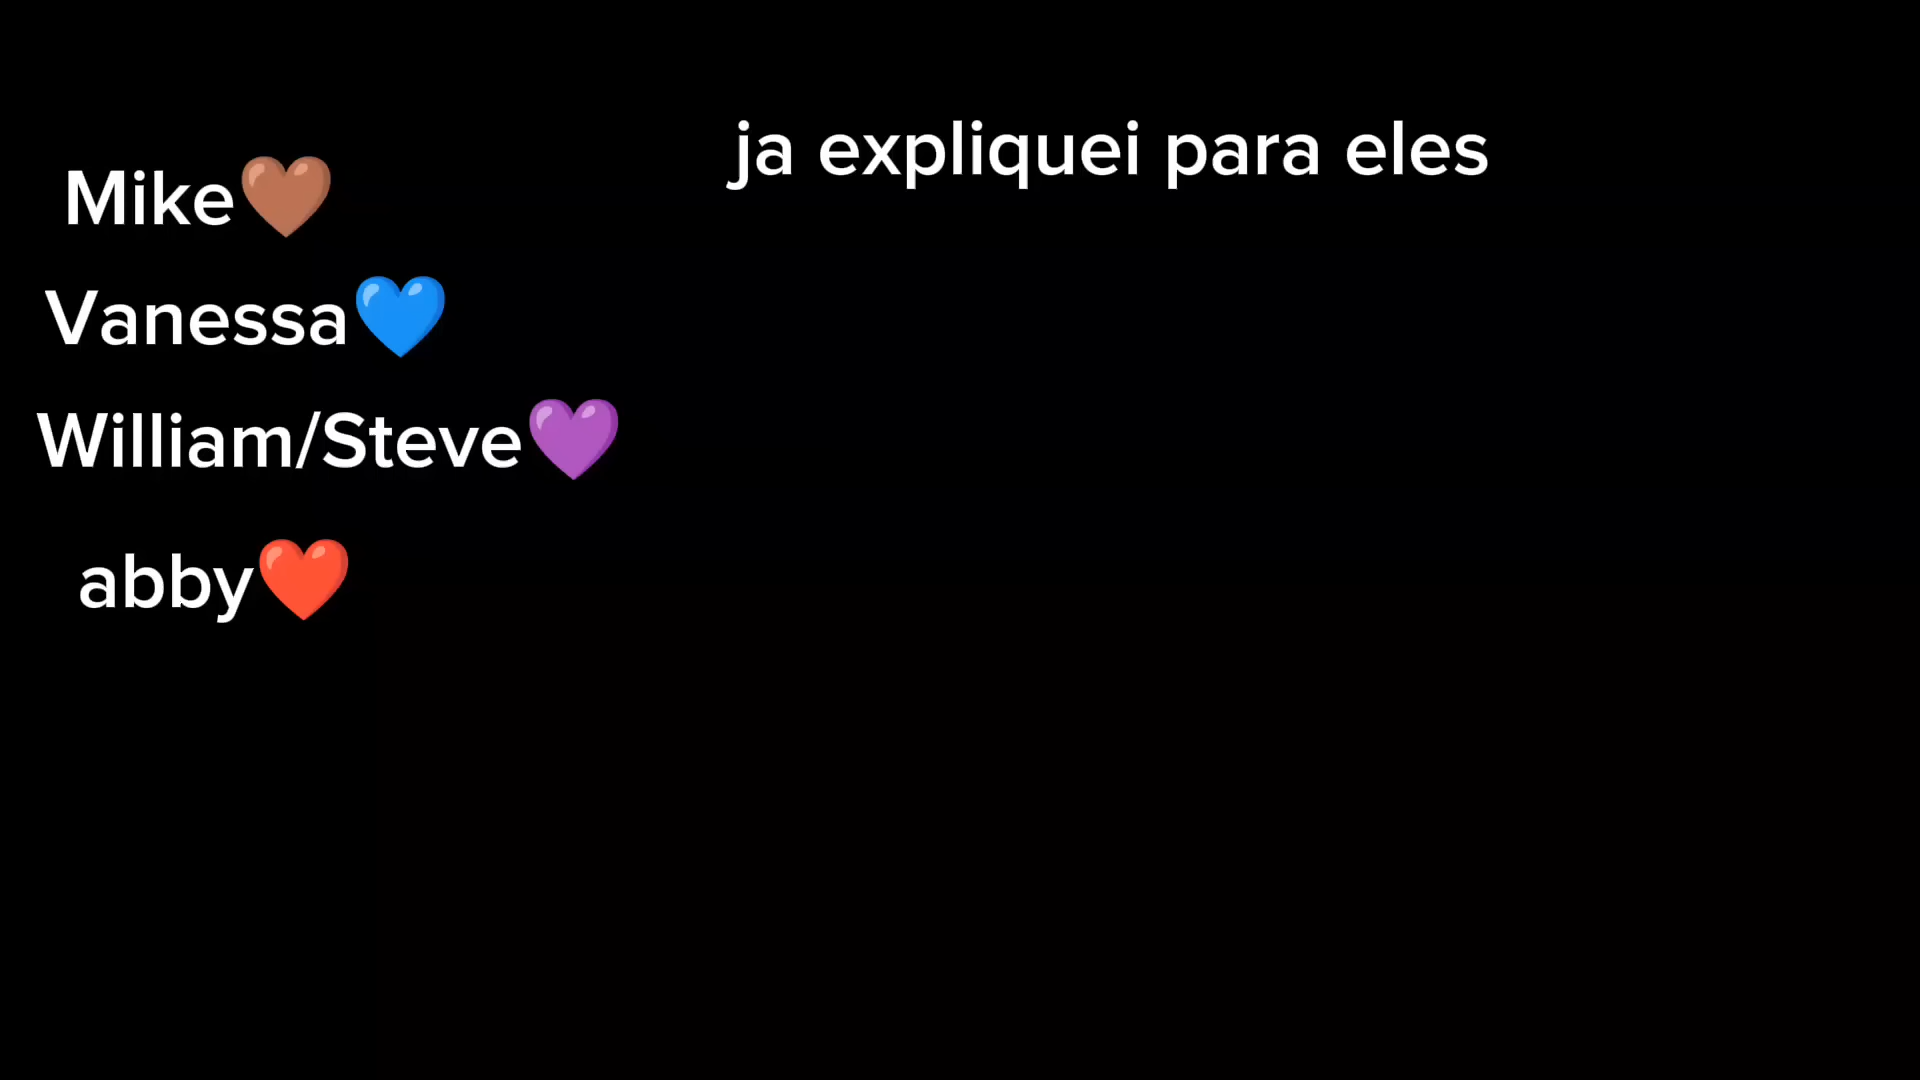 Mike🤎
Vanessa💙
William/Steve💜
abby❤️
ja expliquei para eles